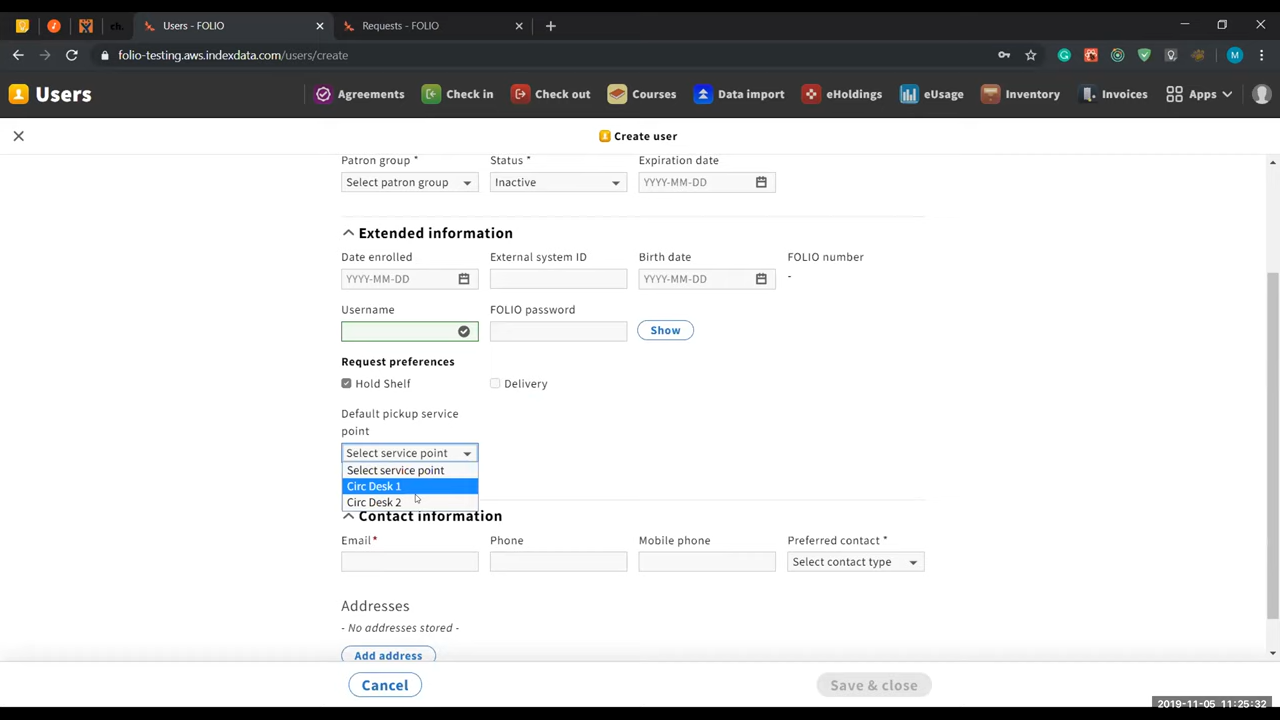 ch.
Users - FOLIO
Requests - FOLIO
folio-testing.aws.indexdata.com/users/create
M
Users
Agreements
Check in
Check out
Courses
Data import
eHoldings
eUsage
Inventory
Invoices
Apps
Create user
Patron group *
Status *
Expiration date
Select patron group
Inactive
YYYY-MM-DD
Extended information
Date enrolled
External system ID
Birth date
FOLIO number
YYYY-MM-DD
YYYY-MM-DD
-
Username
FOLIO password
Show
Request preferences
Hold Shelf
Delivery
Default pickup service
point
Select service point
Select service point
Circ Desk 1
Circ Desk 2
Contact information
Email*
Phone
Mobile phone
Preferred contact *
Select contact type
Addresses
- No addresses stored -
Add address
Cancel
Save & close
2019-11-05 11:25:32